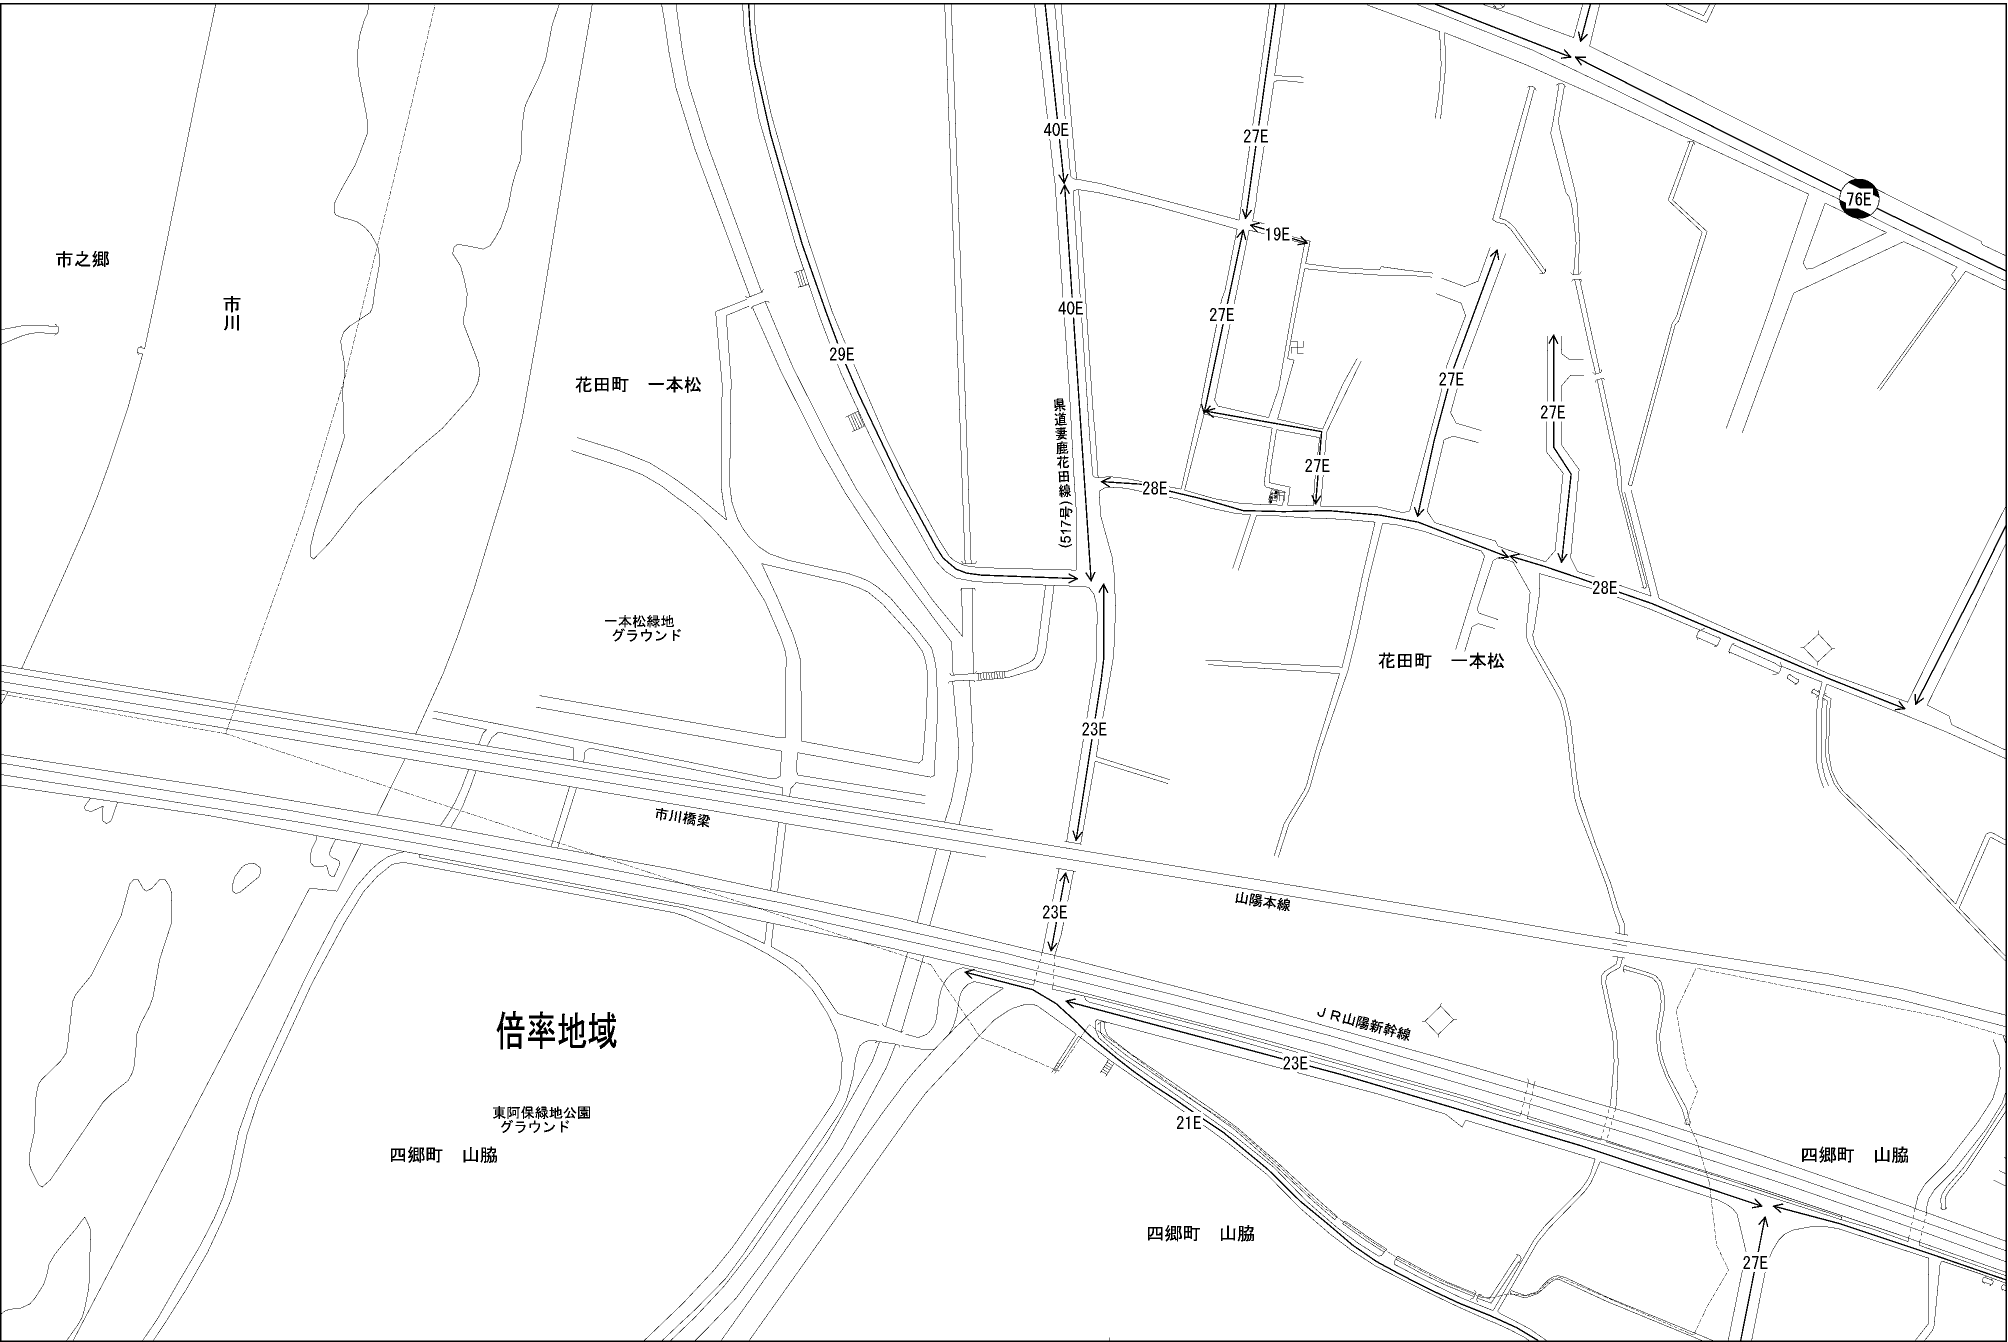 40E
27E
76E
19E
市之郷
市川
40E
27E
29E
花田町　一本松
27E
27E
県道妻鹿花田線(517号)
27E
28E
28E
一本松緑地
グラウンド
花田町　一本松
23E
市川橋梁
山陽本線
23E
倍率地域
ＪＲ山陽新幹線
23E
東阿保緑地公園
グラウンド
21E
四郷町　山脇
四郷町　山脇
四郷町　山脇
27E